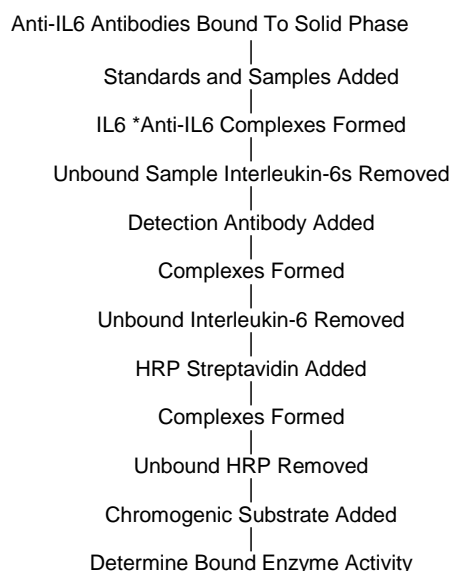 Anti-IL6 Antibodies Bound To Solid Phase
Standards and Samples Added
IL6 *Anti-IL6 Complexes Formed
Unbound Sample Interleukin-6s Removed
Detection Antibody Added
Complexes Formed
Unbound Interleukin-6 Removed
HRP Streptavidin Added
Complexes Formed
Unbound HRP Removed
Chromogenic Substrate Added
Determine Bound Enzyme Activity